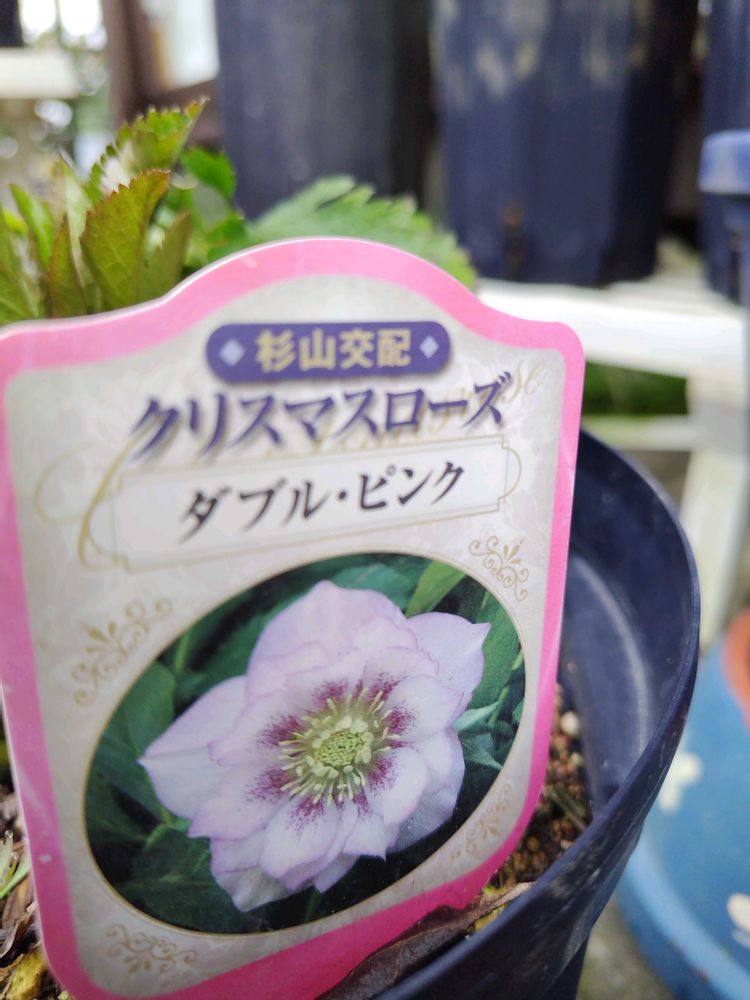 杉山交配
クリスマスローズ
ダブル・ピンク